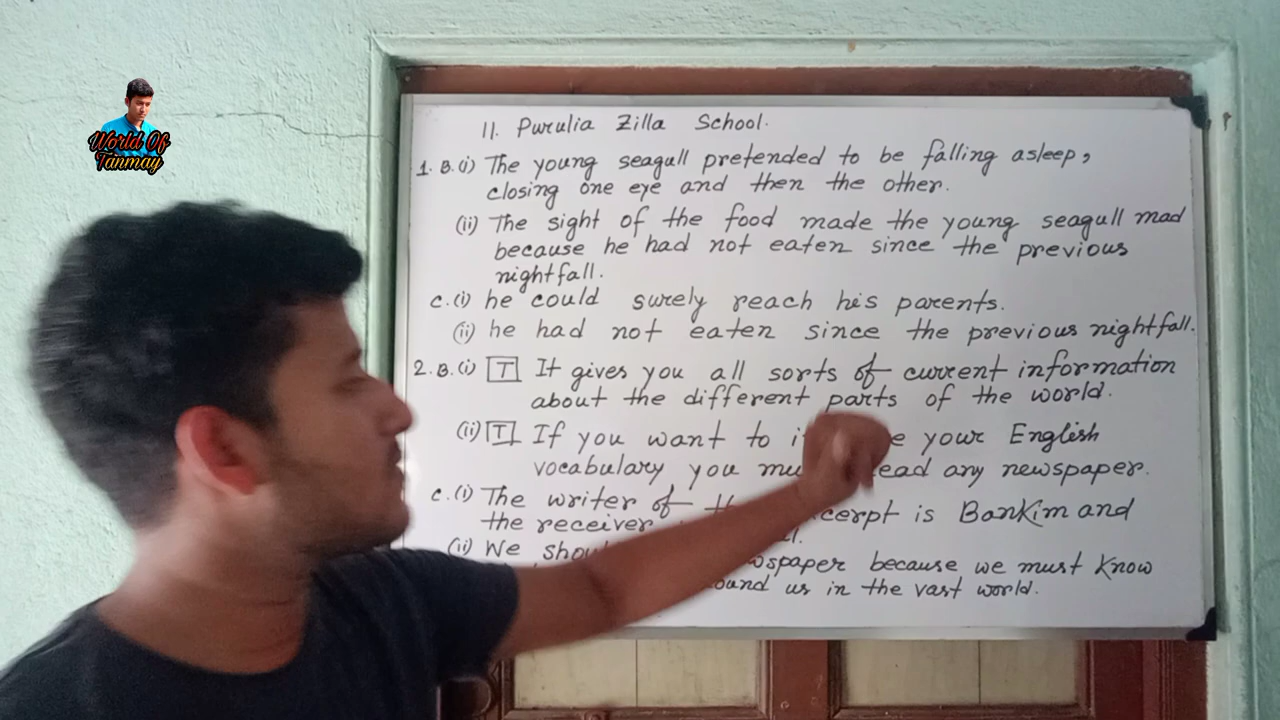 World Of
Tanmay
11. Purulia Zilla School.
1. B. (i) The young seagull pretended to be falling asleep,
closing one eye and then the other.
(ii) The sight of the food made the young seagull mad
because he had not eaten since the previous
nightfall.
C. (i) he could surely reach his parents.
(ii) he had not eaten since the previous nightfall.
2. B. (i) T It gives you all sorts of current information
about the different parts of the world.
(ii) T If you want to your English
vocabulary you any newspaper.
C. (i) The writer of is Bankim and
the receiver
(ii) We
because we must know
us in the vast world.